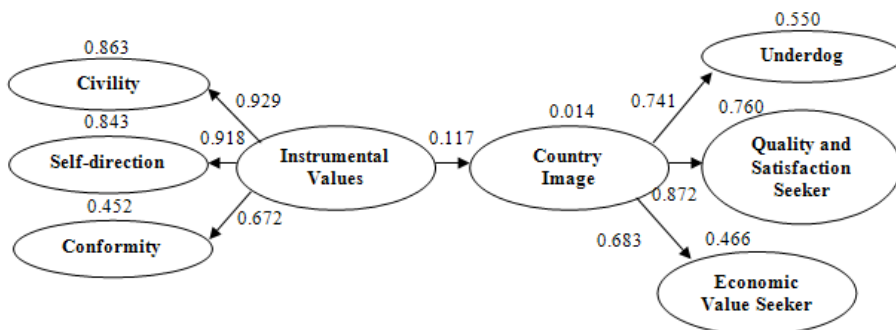 0.550
Underdog
0.863
Civility
0.929
0.741
0.014
0.760
0.843
Self-direction
0.918
Instrumental
Values
0.117
Country
Image
Quality and
Satisfaction
Seeker
0.452
Conformity
0.672
0.872
0.683
0.466
Economic
Value Seeker